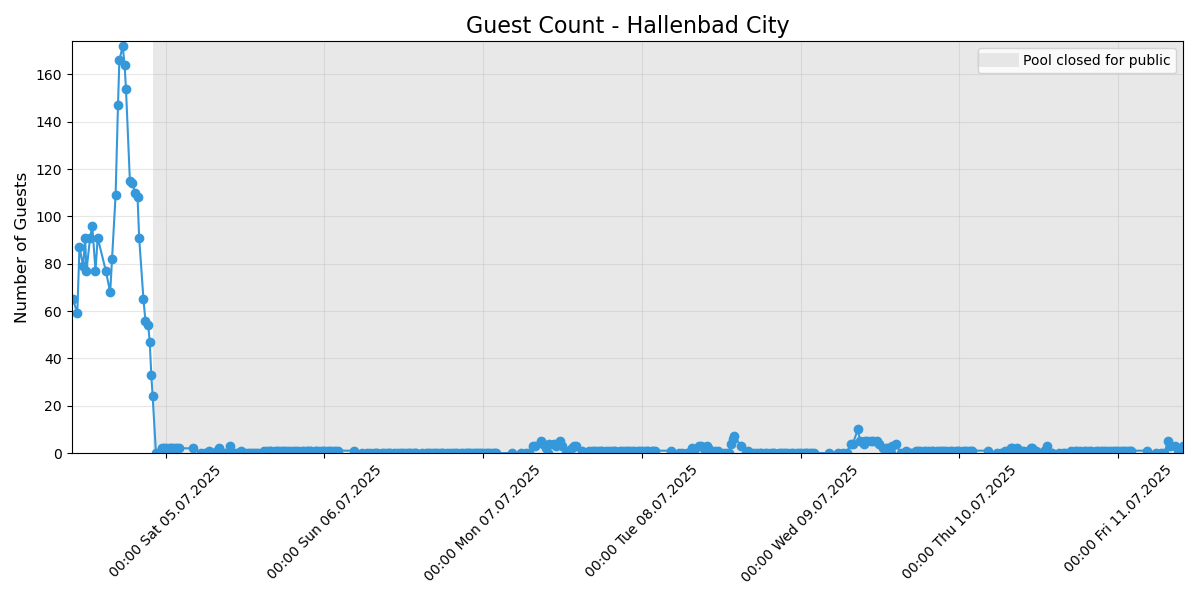 Guest Count - Hallenbad City
Pool closed for public
Number of Guests
160
140
120
100
80
60
40
20
0
00:00 Sat 05.07.2025
00:00 Sun 06.07.2025
00:00 Mon 07.07.2025
00:00 Tue 08.07.2025
00:00 Wed 09.07.2025
00:00 Thu 10.07.2025
00:00 Fri 11.07.2025